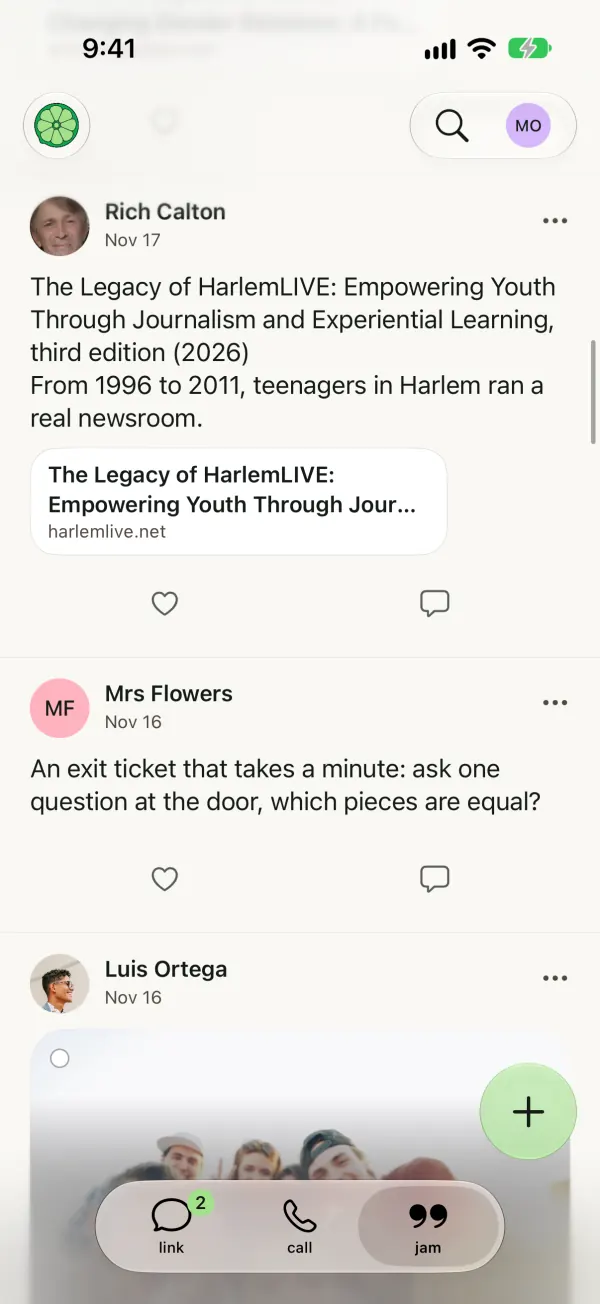 9:41
MO
Rich Calton
Nov 17
The Legacy of HarlemLIVE: Empowering Youth
Through Journalism and Experiential Learning,
third edition (2026)
From 1996 to 2011, teenagers in Harlem ran a
real newsroom.
The Legacy of HarlemLIVE:
Empowering Youth Through Jour...
harlemlive.net
MF
Mrs Flowers
Nov 16
An exit ticket that takes a minute: ask one
question at the door, which pieces are equal?
Luis Ortega
Nov 16
2
link
call
jam